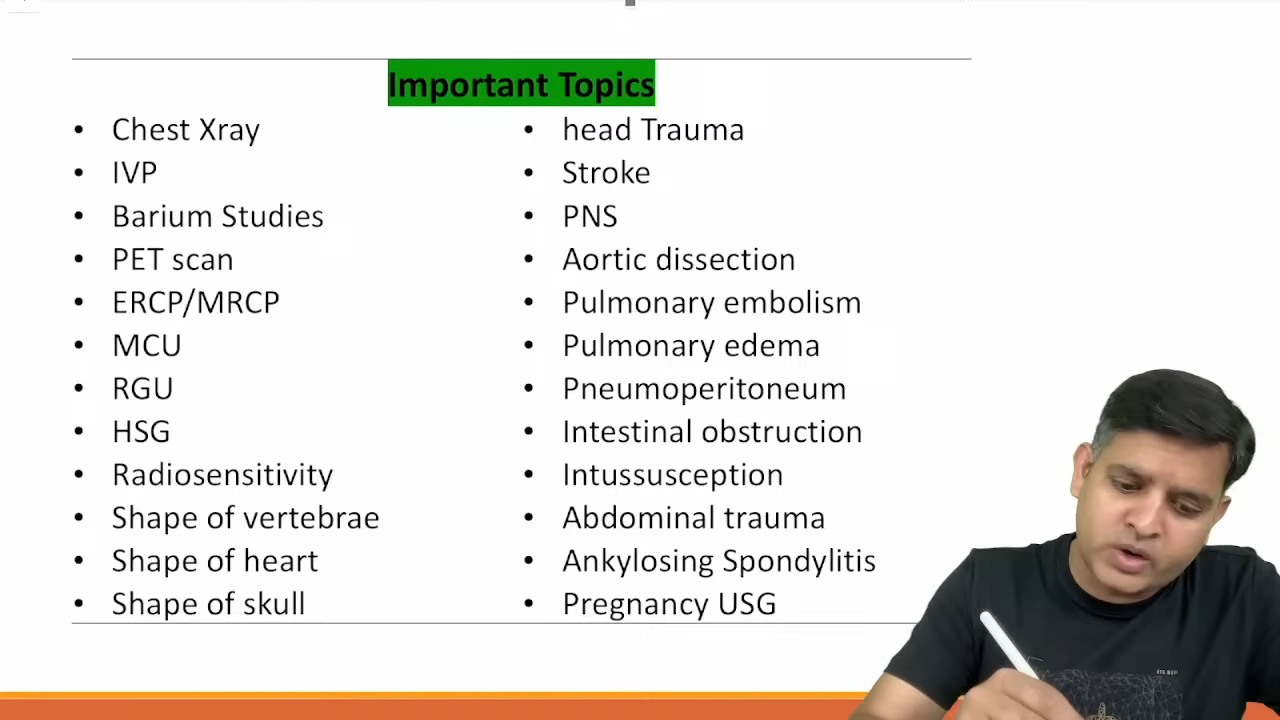 Important Topics
• Chest Xray
• IVP
• Barium Studies
• PET scan
• ERCP/MRCP
• MCU
• RGU
• HSG
• Radiosensitivity
• Shape of vertebrae
• Shape of heart
• Shape of skull
• head Trauma
• Stroke
• PNS
• Aortic dissection
• Pulmonary embolism
• Pulmonary edema
• Pneumoperitoneum
• Intestinal obstruction
• Intussusception
• Abdominal trauma
• Ankylosing Spondylitis
• Pregnancy USG